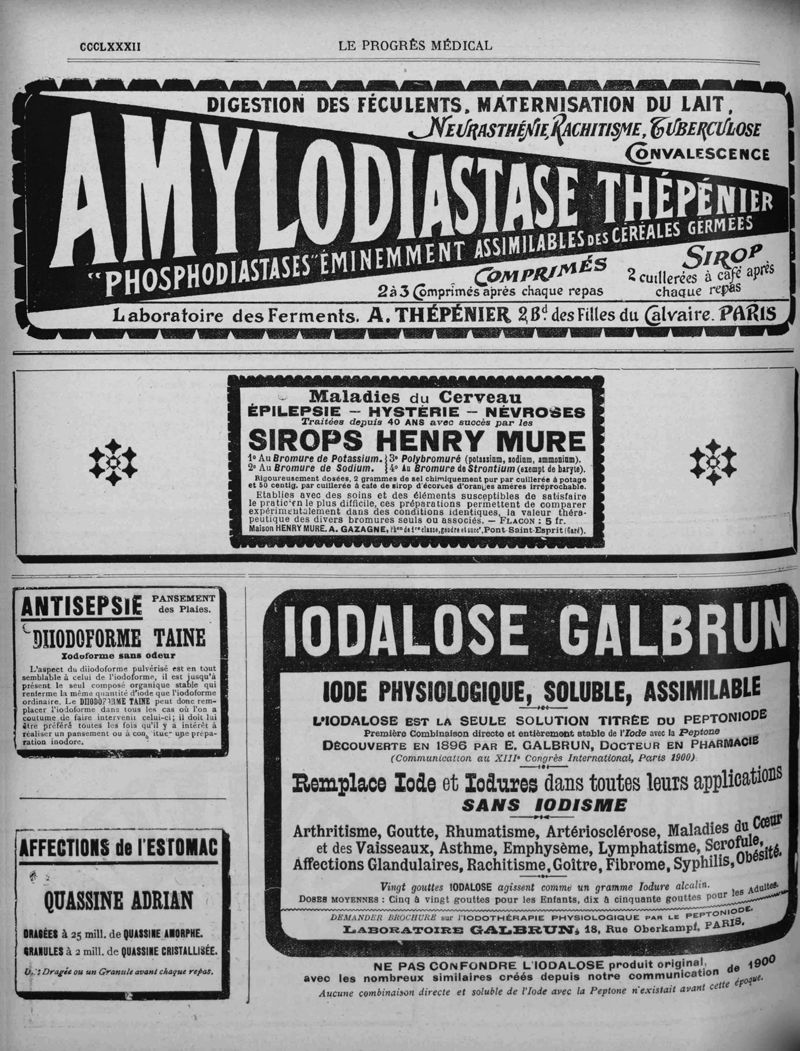 CCCLXXXII
LE PROGRÈS MÉDICAL
DIGESTION DES FÉCULENTS, MATERNISATION DU LAIT,
NEURASTHÉNIE, RACHITISME, TUBERCULOSE
CONVALESCENCE
AMYLODIASTASE THÉPÉNIER
"PHOSPHODIASTASES" ÉMINEMMENT ASSIMILABLES DES CÉRÉALES GERMÉES
COMPRIMÉS
2 à 3 Comprimés après chaque repas
SIROP
2 cuillerées à café après
chaque repas
Laboratoire des Ferments. A. THÉPÉNIER 2, Bd des Filles du Calvaire. PARIS
Maladies du Cerveau
ÉPILEPSIE — HYSTÉRIE — NÉVROSES
Traitées depuis 40 ANS avec succès par les
SIROPS HENRY MURE
1º Au Bromure de Potassium. } 3º Polybromuré (potassium, sodium, ammonium).
2º Au Bromure de Sodium. } 4º Au Bromure de Strontium (exempt de baryte).
Rigoureusement dosées, 2 grammes de sel chimiquement pur par cuillerée à potage
et 50 centig. par cuillerée à café de sirop d'écorces d'oranges amères irréprochable.
Etablies avec des soins et des éléments susceptibles de satisfaire
le praticien le plus difficile, ces préparations permettent de comparer
expérimentalement dans des conditions identiques, la valeur théra-
peutique des divers bromures seuls ou associés. — FLACON : 5 fr.
Maison HENRY MURE, A. GAZAGNE, Phen de 1re classe, gendre et succr, Pont-Saint-Esprit (Gard).
ANTISEPSIE
PANSEMENT
des Plaies.
DIIODOFORME TAINE
Iodoforme sans odeur
L'aspect du diiodoforme pulvérisé est en tout
semblable à celui de l'iodoforme, il est jusqu'à
présent le seul composé organique stable qui
renferme la même quantité d'iode que l'iodoforme
ordinaire. Le DIIODOFORME TAINE peut donc rem-
placer l'iodoforme dans tous les cas où l'on a
coutume de faire intervenir celui-ci; il doit lui
être préféré toutes les fois qu'il y a intérêt à
réaliser un pansement ou à constituer une prépa-
ration inodore.
AFFECTIONS de l'ESTOMAC
QUASSINE ADRIAN
DRAGÉES à 25 mill. de QUASSINE AMORPHE.
GRANULES à 2 mill. de QUASSINE CRISTALLISÉE.
Une Dragée ou un Granule avant chaque repas.
IODALOSE GALBRUN
IODE PHYSIOLOGIQUE, SOLUBLE, ASSIMILABLE
L'IODALOSE EST LA SEULE SOLUTION TITRÉE DU PEPTONIODE
Première Combinaison directe et entièrement stable de l'Iode avec la Peptone
DÉCOUVERTE EN 1896 PAR E. GALBRUN, DOCTEUR EN PHARMACIE
(Communication au XIIIe Congrès International, Paris 1900)
Remplace Iode et Iodures dans toutes leurs applications
SANS IODISME
Arthritisme, Goutte, Rhumatisme, Artériosclérose, Maladies du Cœur
et des Vaisseaux, Asthme, Emphysème, Lymphatisme, Scrofule,
Affections Glandulaires, Rachitisme, Goître, Fibrome, Syphilis, Obésité.
Vingt gouttes IODALOSE agissent comme un gramme Iodure alcalin.
DOSES MOYENNES : Cinq à vingt gouttes pour les Enfants, dix à cinquante gouttes pour les Adultes.
DEMANDER BROCHURE sur l'IODOTHÉRAPIE PHYSIOLOGIQUE PAR LE PEPTONIODE.
LABORATOIRE GALBRUN, 18, Rue Oberkampf, PARIS.
NE PAS CONFONDRE L'IODALOSE produit original,
avec les nombreux similaires créés depuis notre communication de 1900
Aucune combinaison directe et soluble de l'Iode avec la Peptone n'existait avant cette époque.